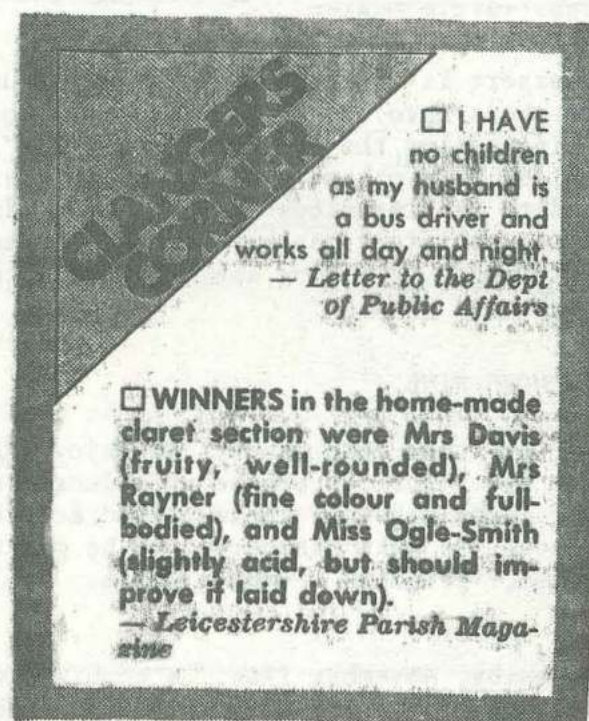 CLANGERS
CORNER
☐ I HAVE
no children
as my husband is
a bus driver and
works all day and night.
— Letter to the Dept
of Public Affairs
☐ WINNERS in the home-made
claret section were Mrs Davis
(fruity, well-rounded), Mrs
Rayner (fine colour and full-
bodied), and Miss Ogle-Smith
(slightly acid, but should im-
prove if laid down).
— Leicestershire Parish Maga-
zine